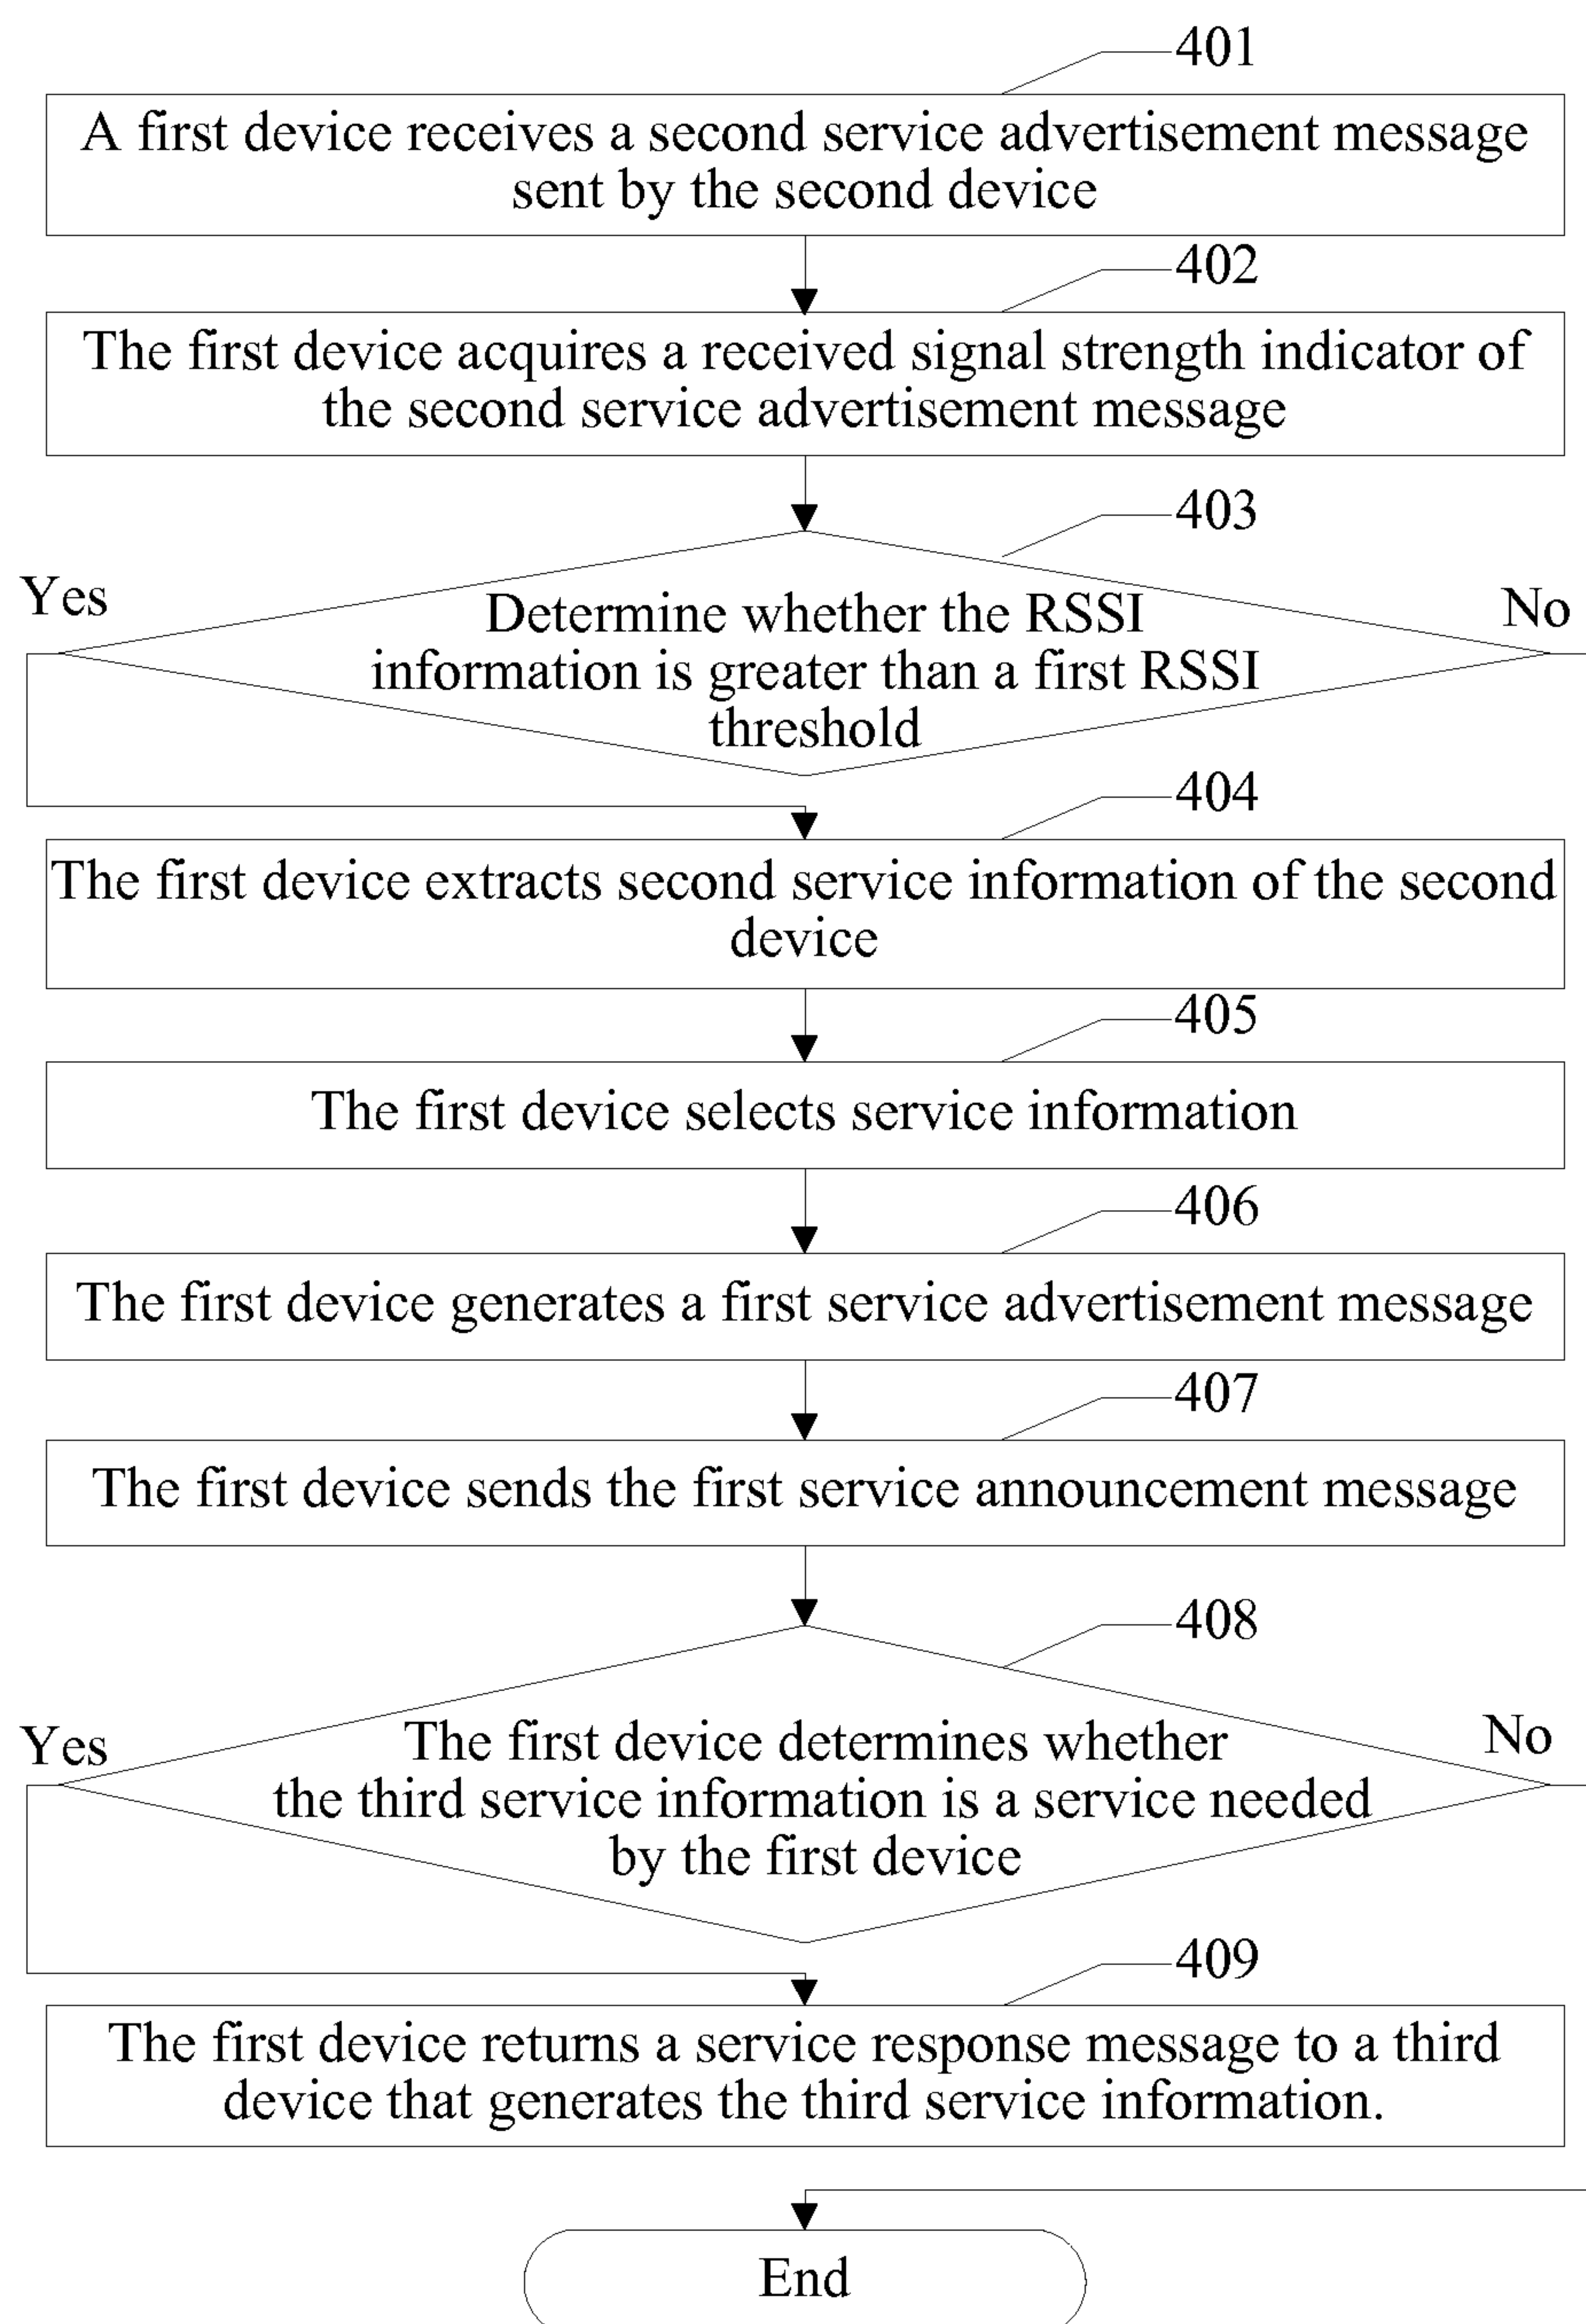 401
A first device receives a second service advertisement message
sent by the second device
402
The first device acquires a received signal strength indicator of
the second service advertisement message
403
Yes
No
Determine whether the RSSI
information is greater than a first RSSI
threshold
404
The first device extracts second service information of the second
device
405
The first device selects service information
406
The first device generates a first service advertisement message
407
The first device sends the first service announcement message
408
Yes
No
The first device determines whether
the third service information is a service needed
by the first device
409
The first device returns a service response message to a third
device that generates the third service information.
End